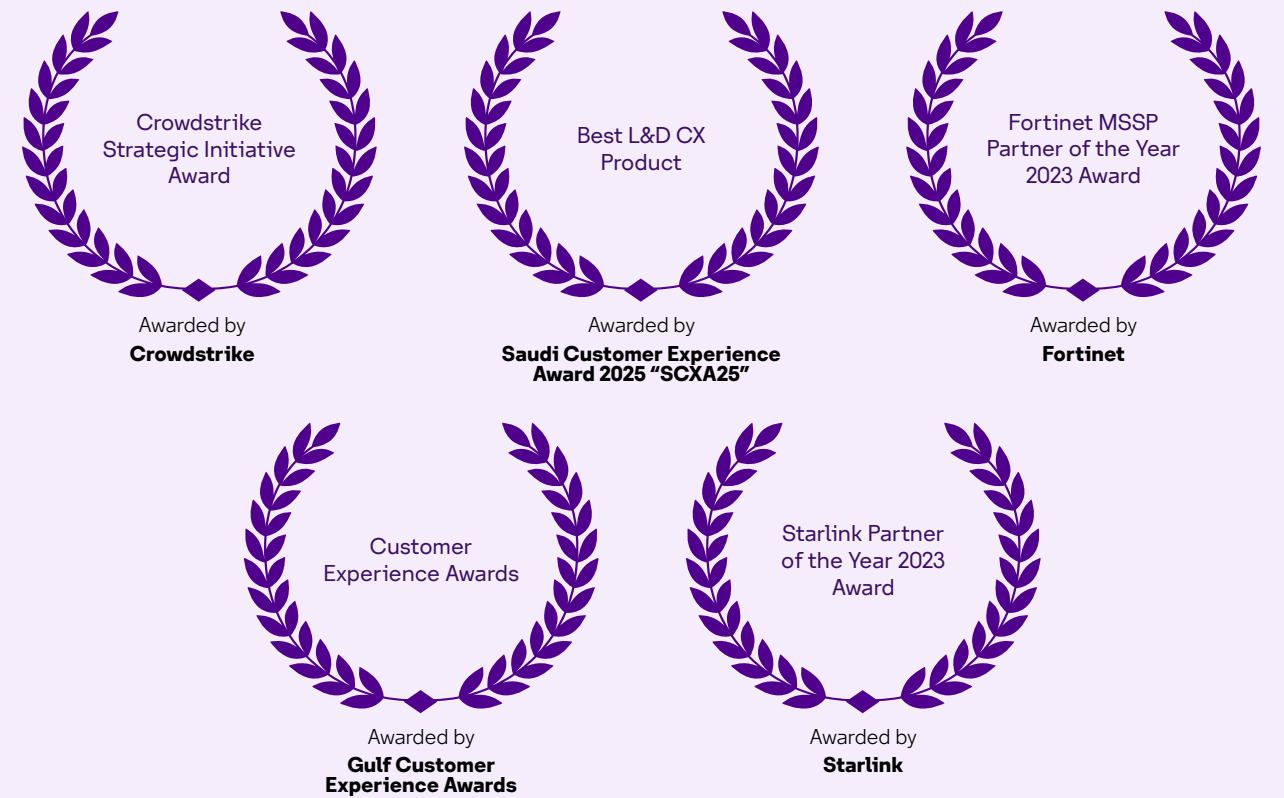 Crowdstrike
Strategic Initiative
Award
Awarded by
Crowdstrike
Best L&D CX
Product
Awarded by
Saudi Customer Experience
Award 2025 “SCXA25”
Fortinet MSSP
Partner of the Year
2023 Award
Awarded by
Fortinet
Customer
Experience Awards
Awarded by
Gulf Customer
Experience Awards
Starlink Partner
of the Year 2023
Award
Awarded by
Starlink